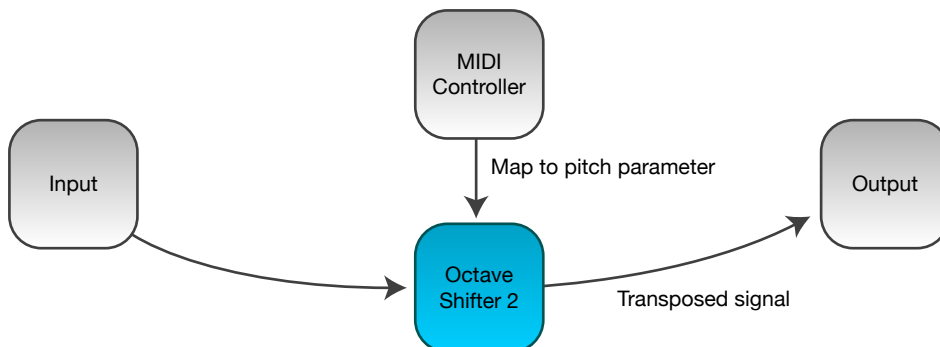 MIDI
Controller
Input
Map to pitch parameter
Output
Octave
Shifter 2
Transposed signal